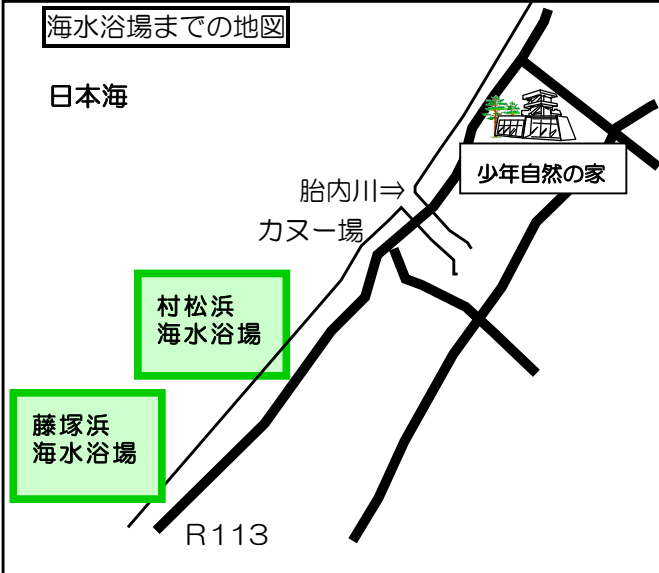 海水浴場までの地図
日本海
少年自然の家
胎内川⇒
カヌー場
村松浜
海水浴場
藤塚浜
海水浴場
R113